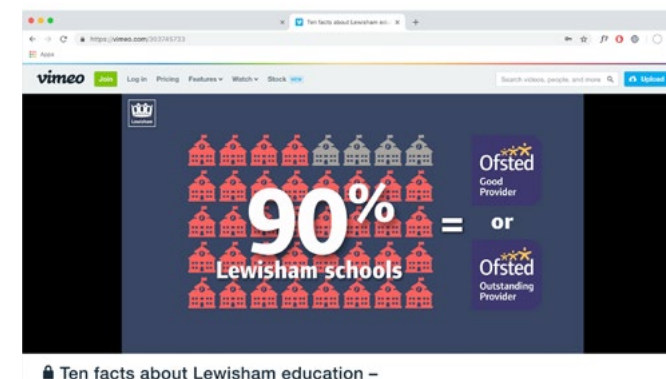 Ten facts about Lewisham edu...
https://vimeo.com/303745733
Apps
vimeo Join Log in Pricing Features Watch Stock NEW Search videos, people, and more Upload
Lewisham
90% = or
Lewisham schools
Ofsted
Good
Provider
Ofsted
Outstanding
Provider
Ten facts about Lewisham education –